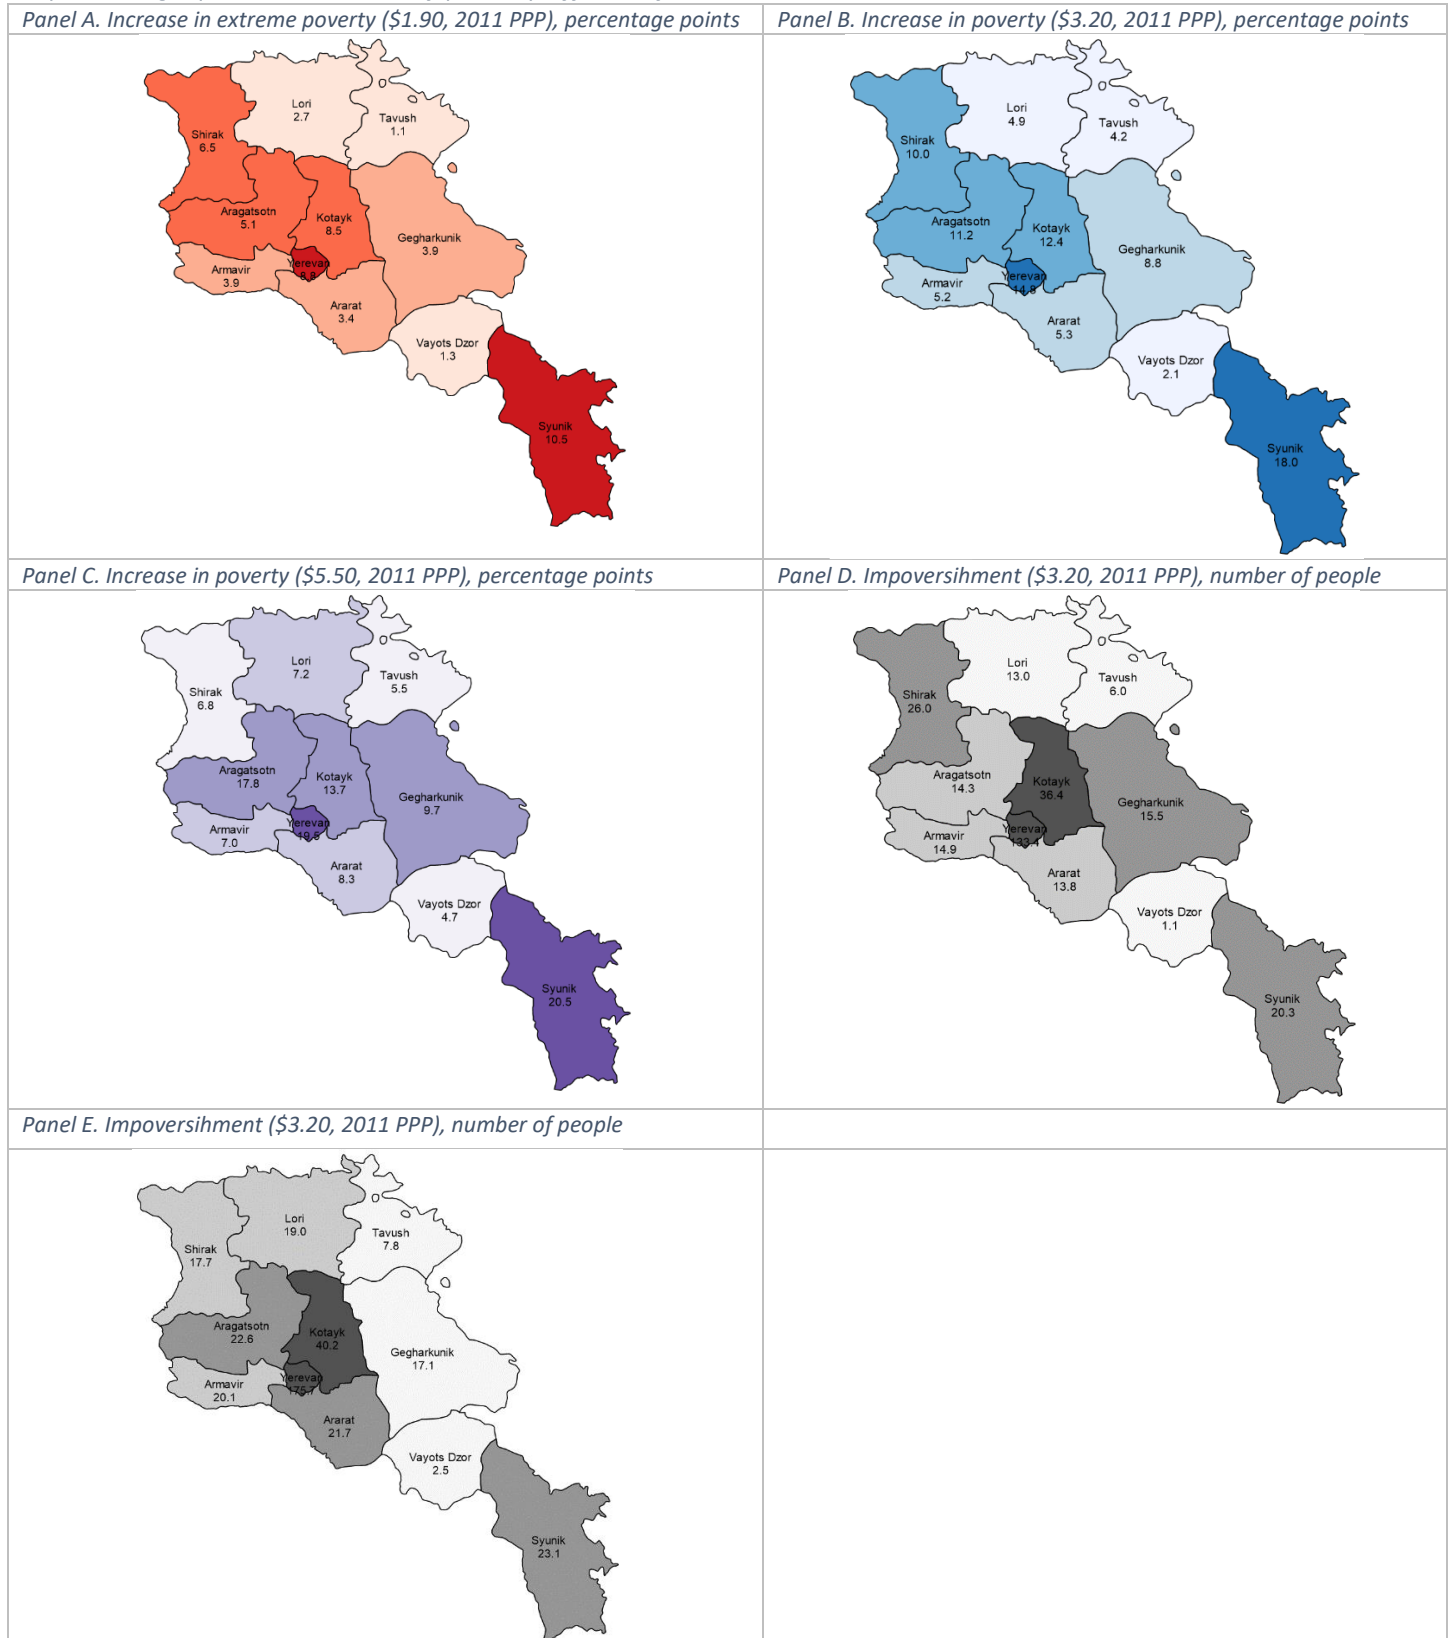 Panel A. Increase in extreme poverty ($1.90, 2011 PPP), percentage points
Lori
2.7
Tavush
1.1
Shirak
6.5
Aragatsotn
5.1
Kotayk
8.5
Gegharkunik
3.9
Yerevan
8.8
Armavir
3.9
Ararat
3.4
Vayots Dzor
1.3
Syunik
10.5
Panel B. Increase in poverty ($3.20, 2011 PPP), percentage points
Lori
4.9
Tavush
4.2
Shirak
10.0
Aragatsotn
11.2
Kotayk
12.4
Gegharkunik
8.8
Yerevan
14.8
Armavir
5.2
Ararat
5.3
Vayots Dzor
2.1
Syunik
18.0
Panel C. Increase in poverty ($5.50, 2011 PPP), percentage points
Lori
7.2
Tavush
5.5
Shirak
6.8
Aragatsotn
17.8
Kotayk
13.7
Gegharkunik
9.7
Yerevan
19.5
Armavir
7.0
Ararat
8.3
Vayots Dzor
4.7
Syunik
20.5
Panel D. Impoversihment ($3.20, 2011 PPP), number of people
Lori
13.0
Tavush
6.0
Shirak
26.0
Aragatsotn
14.3
Kotayk
36.4
Gegharkunik
15.5
Yerevan
133.4
Armavir
14.9
Ararat
13.8
Vayots Dzor
1.1
Syunik
20.3
Panel E. Impoversihment ($3.20, 2011 PPP), number of people
Lori
19.0
Tavush
7.8
Shirak
17.7
Aragatsotn
22.6
Kotayk
40.2
Gegharkunik
17.1
Yerevan
175.7
Armavir
20.1
Ararat
21.7
Vayots Dzor
2.5
Syunik
23.1